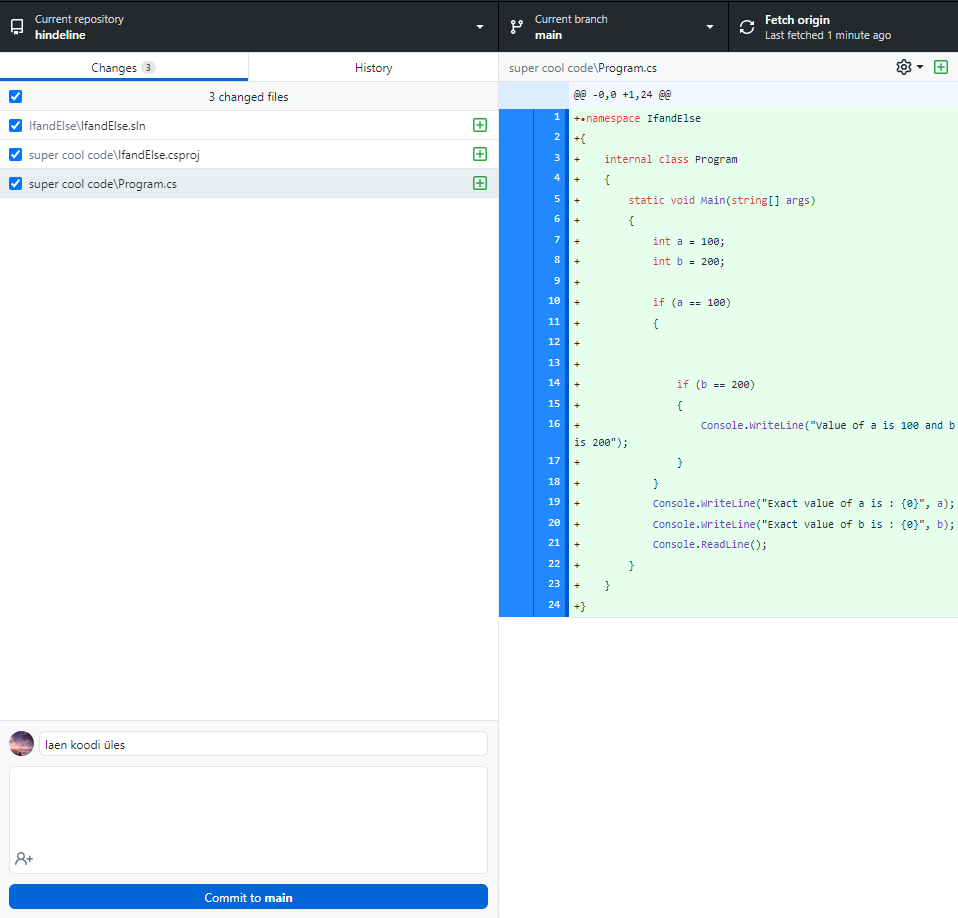 Current repository
hindeline
Current branch
main
Fetch origin
Last fetched 1 minute ago
Changes 3
History
3 changed files
IfandElse\IfandElse.sln
super cool code\IfandElse.csproj
super cool code\Program.cs
laen koodi üles
Commit to main
super cool code\Program.cs
@@ -0,0 +1,24 @@
1 +•namespace IfandElse
2 +{
3 +    internal class Program
4 +    {
5 +        static void Main(string[] args)
6 +        {
7 +            int a = 100;
8 +            int b = 200;
9 +
10 +            if (a == 100)
11 +            {
12 +
13 +
14 +                if (b == 200)
15 +                {
16 +                    Console.WriteLine("Value of a is 100 and b
is 200");
17 +                }
18 +            }
19 +            Console.WriteLine("Exact value of a is : {0}", a);
20 +            Console.WriteLine("Exact value of b is : {0}", b);
21 +            Console.ReadLine();
22 +        }
23 +    }
24 +}